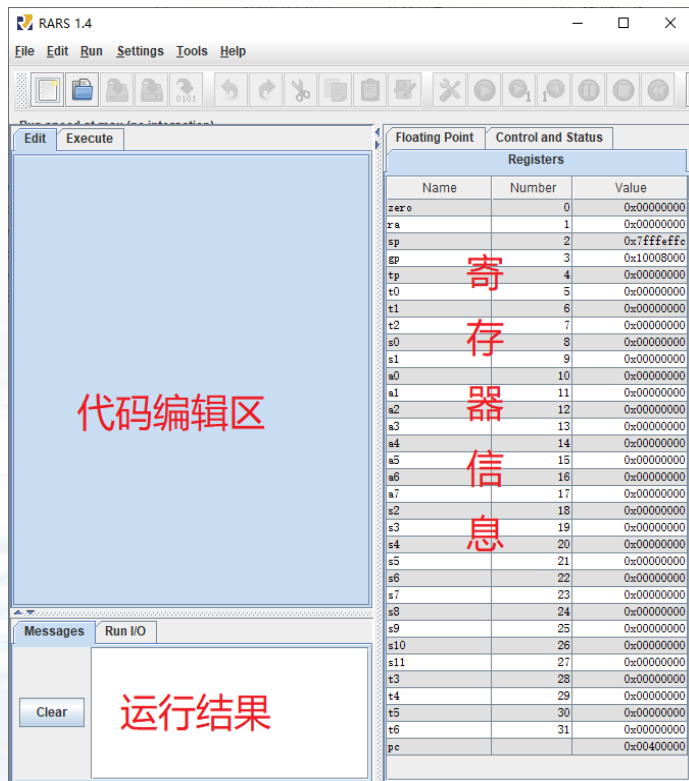 RARS 1.4
File Edit Run Settings Tools Help
Run speed at max (no interaction)
Edit Execute
代码编辑区
Messages Run I/O
Clear
运行结果
Floating Point Control and Status
Registers
Name Number Value
zero 0 0x00000000
ra 1 0x00000000
sp 2 0x7fffeffc
gp 3 0x10008000
tp 4 0x00000000
t0 5 0x00000000
t1 6 0x00000000
t2 7 0x00000000
s0 8 0x00000000
s1 9 0x00000000
a0 10 0x00000000
a1 11 0x00000000
a2 12 0x00000000
a3 13 0x00000000
a4 14 0x00000000
a5 15 0x00000000
a6 16 0x00000000
a7 17 0x00000000
s2 18 0x00000000
s3 19 0x00000000
s4 20 0x00000000
s5 21 0x00000000
s6 22 0x00000000
s7 23 0x00000000
s8 24 0x00000000
s9 25 0x00000000
s10 26 0x00000000
s11 27 0x00000000
t3 28 0x00000000
t4 29 0x00000000
t5 30 0x00000000
t6 31 0x00000000
pc 0x00400000
寄
存
器
信
息